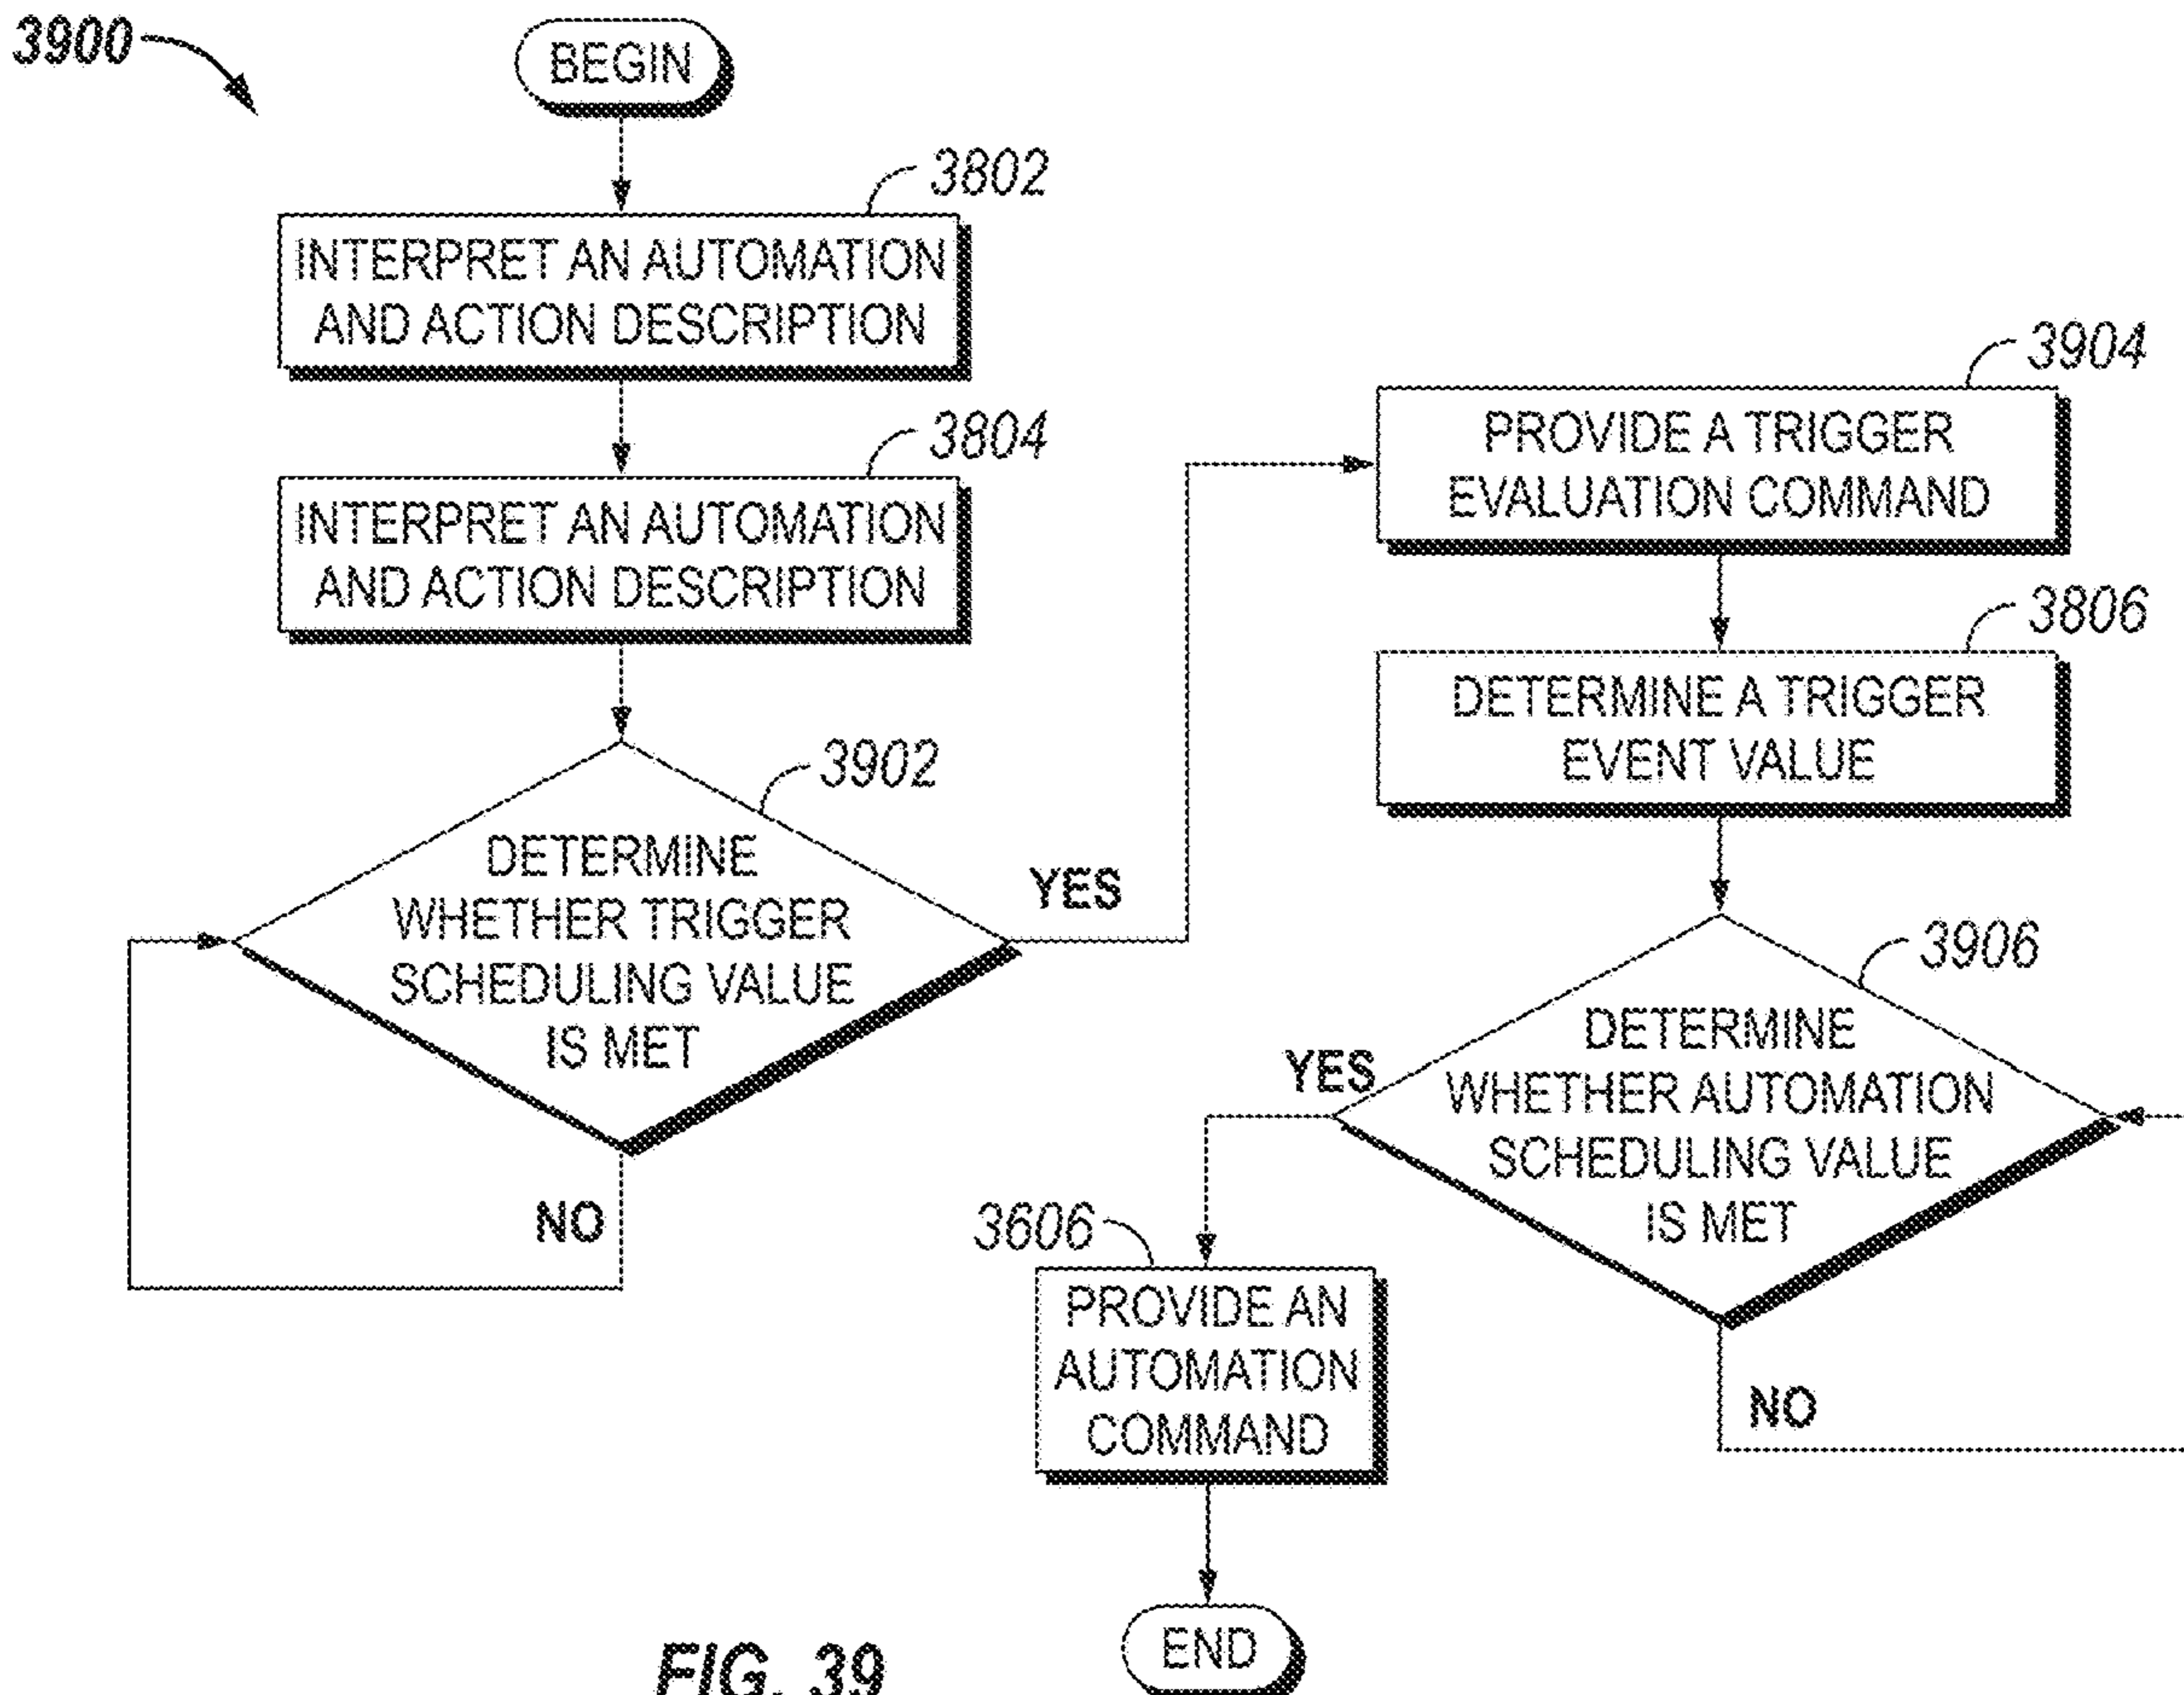 3900
BEGIN
3802
INTERPRET AN AUTOMATION
AND ACTION DESCRIPTION
3804
INTERPRET AN AUTOMATION
AND ACTION DESCRIPTION
3902
DETERMINE
WHETHER TRIGGER
SCHEDULING VALUE
IS MET
YES
NO
3904
PROVIDE A TRIGGER
EVALUATION COMMAND
3806
DETERMINE A TRIGGER
EVENT VALUE
3906
DETERMINE
WHETHER AUTOMATION
SCHEDULING VALUE
IS MET
YES
NO
3606
PROVIDE AN
AUTOMATION
COMMAND
END
FIG. 39